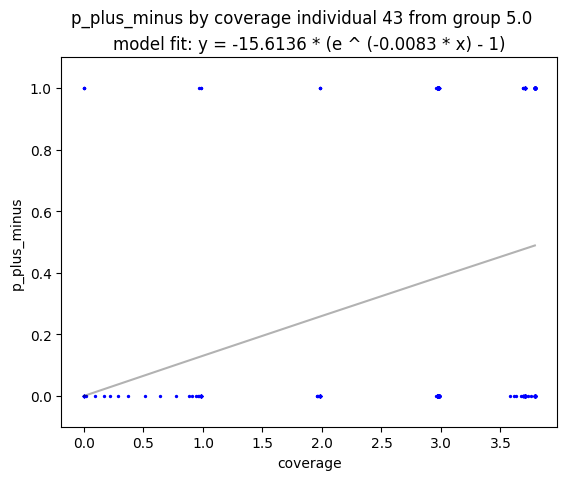 p_plus_minus by coverage individual 43 from group 5.0
model fit: y = -15.6136 * (e ^ (-0.0083 * x) - 1)
1.0
0.8
0.6
0.4
0.2
0.0
p_plus_minus
0.0 0.5 1.0 1.5 2.0 2.5 3.0 3.5
coverage